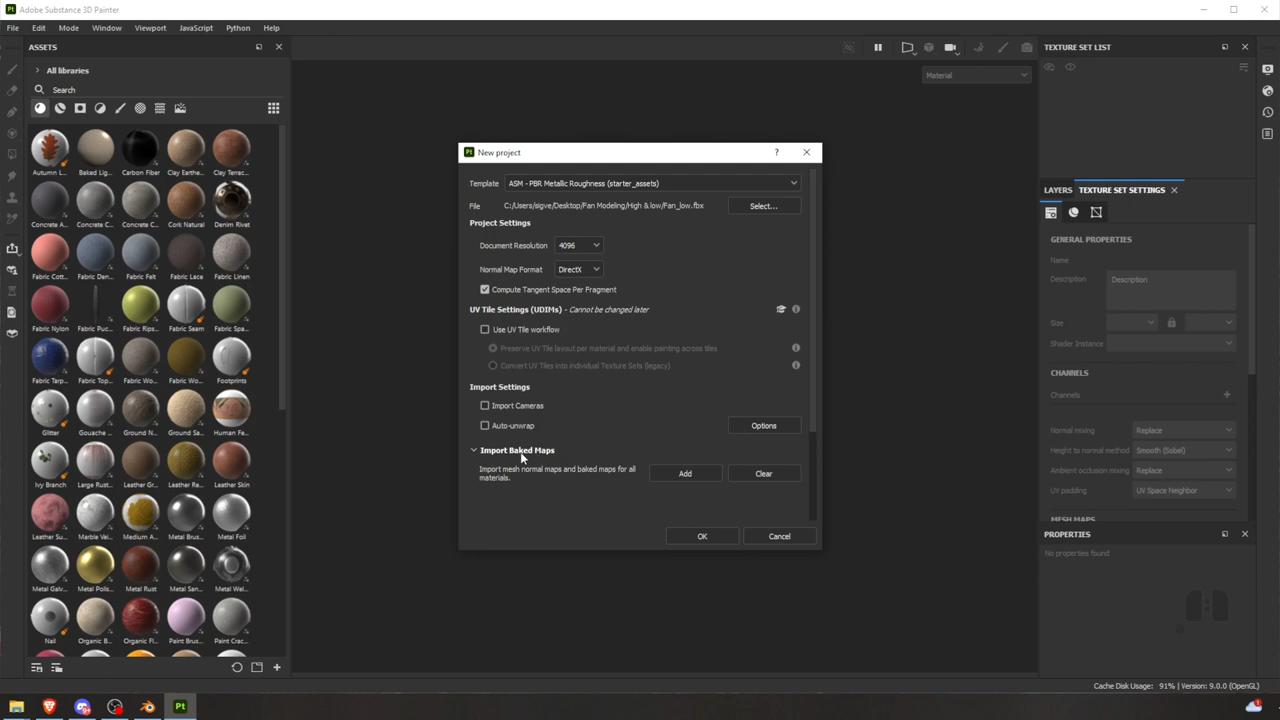 Adobe Substance 3D Painter
File Edit Mode Window Viewport JavaScript Python Help
ASSETS
All libraries
Search
Autumn L... Baked Lig... Carbon Fiber Clay Earthe... Clay Terrac...
Concrete A... Concrete C... Concrete ... Cork Natural Denim Rivet
Fabric Cott... Fabric Den... Fabric Felt Fabric Lace Fabric Linen
Fabric Nylon Fabric Puc... Fabric Rips... Fabric Seam Fabric Spa...
Fabric Tarp... Fabric Top... Fabric Wo... Fabric Wo... Footprints
Glitter Gouache ... Ground N... Ground Sa... Human Fe...
Ivy Branch Large Rust... Leather Gr... Leather R... Leather Ro...
Leather Su... Marble Vei... Medium A... Metal Brus... Metal Foil
Metal Galv... Metal Polis... Metal Rust Metal San... Metal Wel...
Nail Organic B... Organic Fl... Paint Brus... Paint Crac...
Material
New project
Template ASM - PBR Metallic Roughness (starter_assets)
File C:/Users/sigve/Desktop/Fan Modeling/High & low/Fan_low.fbx Select...
Project Settings
Document Resolution 4096
Normal Map Format DirectX
Compute Tangent Space Per Fragment
UV Tile Settings (UDIMs) - Cannot be changed later
Use UV Tile workflow
Preserve UV Tile layout per material and enable painting across tiles
Convert UV Tiles into individual Texture Sets (legacy)
Import Settings
Import Cameras
Auto-unwrap Options
Import Baked Maps
Import mesh normal maps and baked maps for all
materials.
Add Clear
OK Cancel
TEXTURE SET LIST
LAYERS TEXTURE SET SETTINGS
GENERAL PROPERTIES
Name
Description Description
Size
Shader Instance
CHANNELS
Channels
Normal mixing Replace
Height to normal method Smooth (Sobel)
Ambient occlusion mixing Replace
UV padding UV Space Neighbor
MESH MAPS
PROPERTIES
No properties found
Cache Disk Usage: 91% | Version: 9.0.0 (OpenGL)